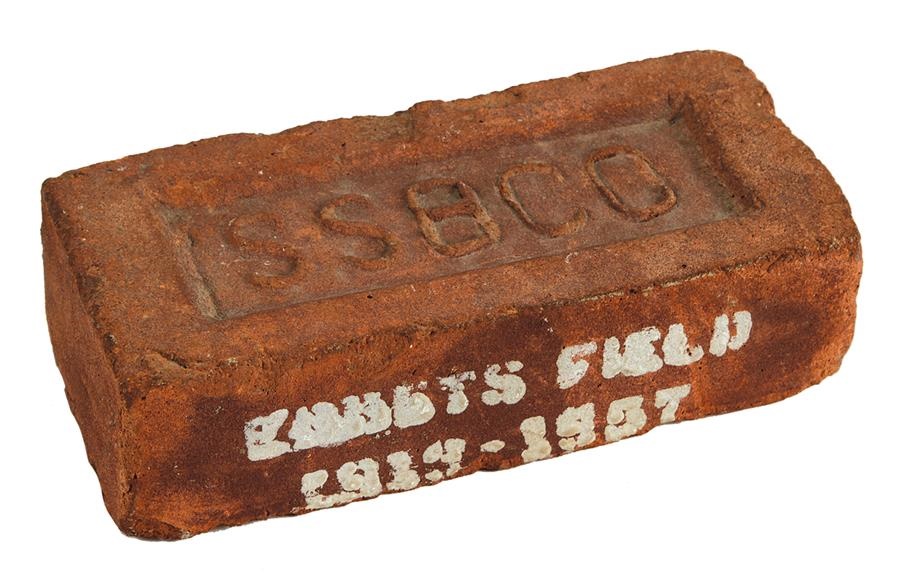 SSBCO
EBBETS FIELD
1913-1957